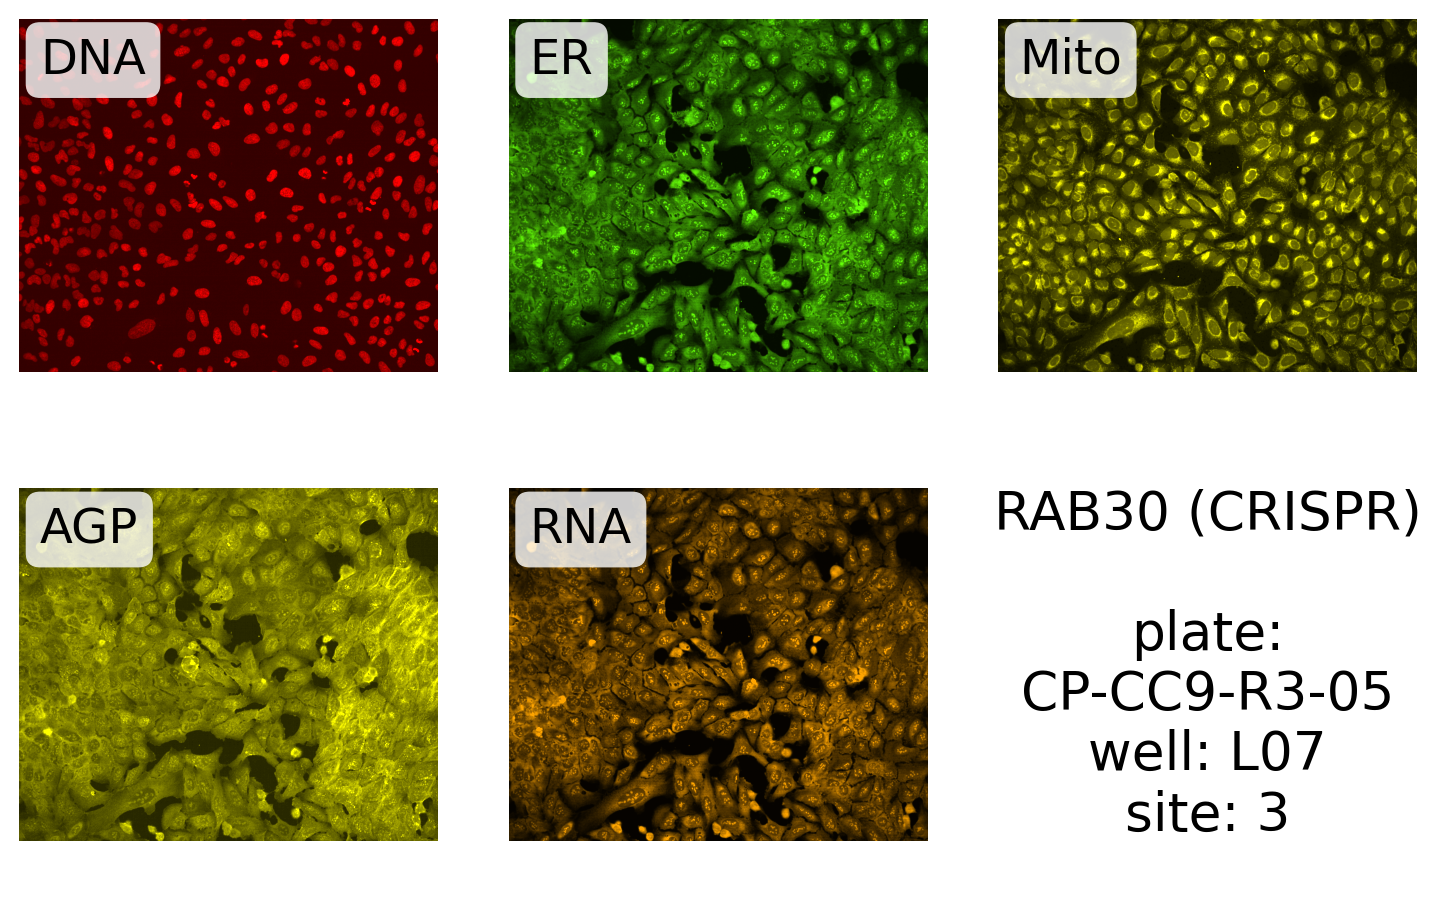 DNA
ER
Mito
AGP
RNA
RAB30 (CRISPR)
plate:
CP-CC9-R3-05
well: L07
site: 3